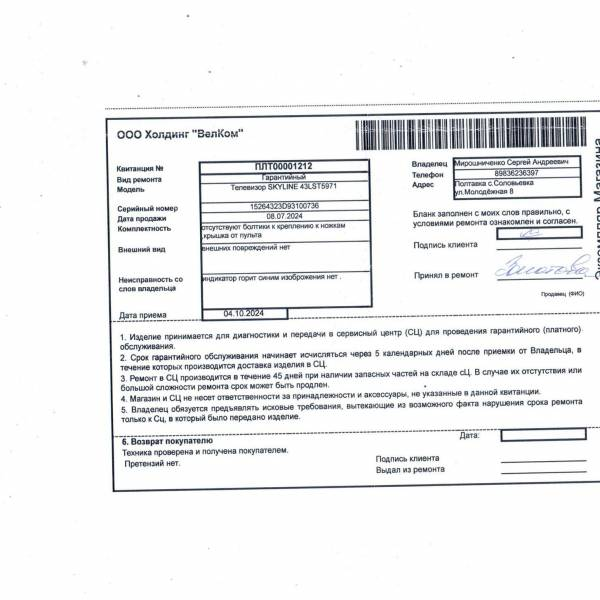 ООО Холдинг "ВелКом"
Квитанция № ПЛТ00001212
Вид ремонта Гарантийный
Модель Телевизор SKYLINE 43LST5971
Серийный номер 15264323D93100736
Дата продажи 08.07.2024
Комплектность отсутствуют болтики к креплению к ножкам
,крышка от пульта
Внешний вид внешних повреждений нет
Неисправность со
слов владельца
индикатор горит синим изоброжения нет .
Дата приема 04.10.2024
Владелец Мирошниченко Сергей Андреевич
Телефон 89836236397
Адрес Полтавка с.Соловьевка
ул.Молодёжная 8
Бланк заполнен с моих слов правильно, с
условиями ремонта ознакомлен и согласен.
Подпись клиента
Принял в ремонт
Продавец (ФИО)
Экземпляр Магазина
1. Изделие принимается для диагностики и передачи в сервисный центр (СЦ) для проведения гарантийного (платного)
обслуживания.
2. Срок гарантийного обслуживания начинает исчисляться через 5 календарных дней после приемки от Владельца, в
течение которых производится доставка изделия в СЦ.
3. Ремонт в СЦ производится в течение 45 дней при наличии запасных частей на складе сЦ. В случае их отсутствия или
большой сложности ремонта срок может быть продлен.
4. Магазин и СЦ не несет ответственности за принадлежности и аксессуары, не указанные в данной квитанции.
5. Владелец обязуется предъявлять исковые требования, вытекающие из возможного факта нарушения срока ремонта
только к Сц, в который было передано изделие.
6. Возврат покупателю
Дата:
Техника проверена и получена покупателем.
Претензий нет.
Подпись клиента
Выдал из ремонта